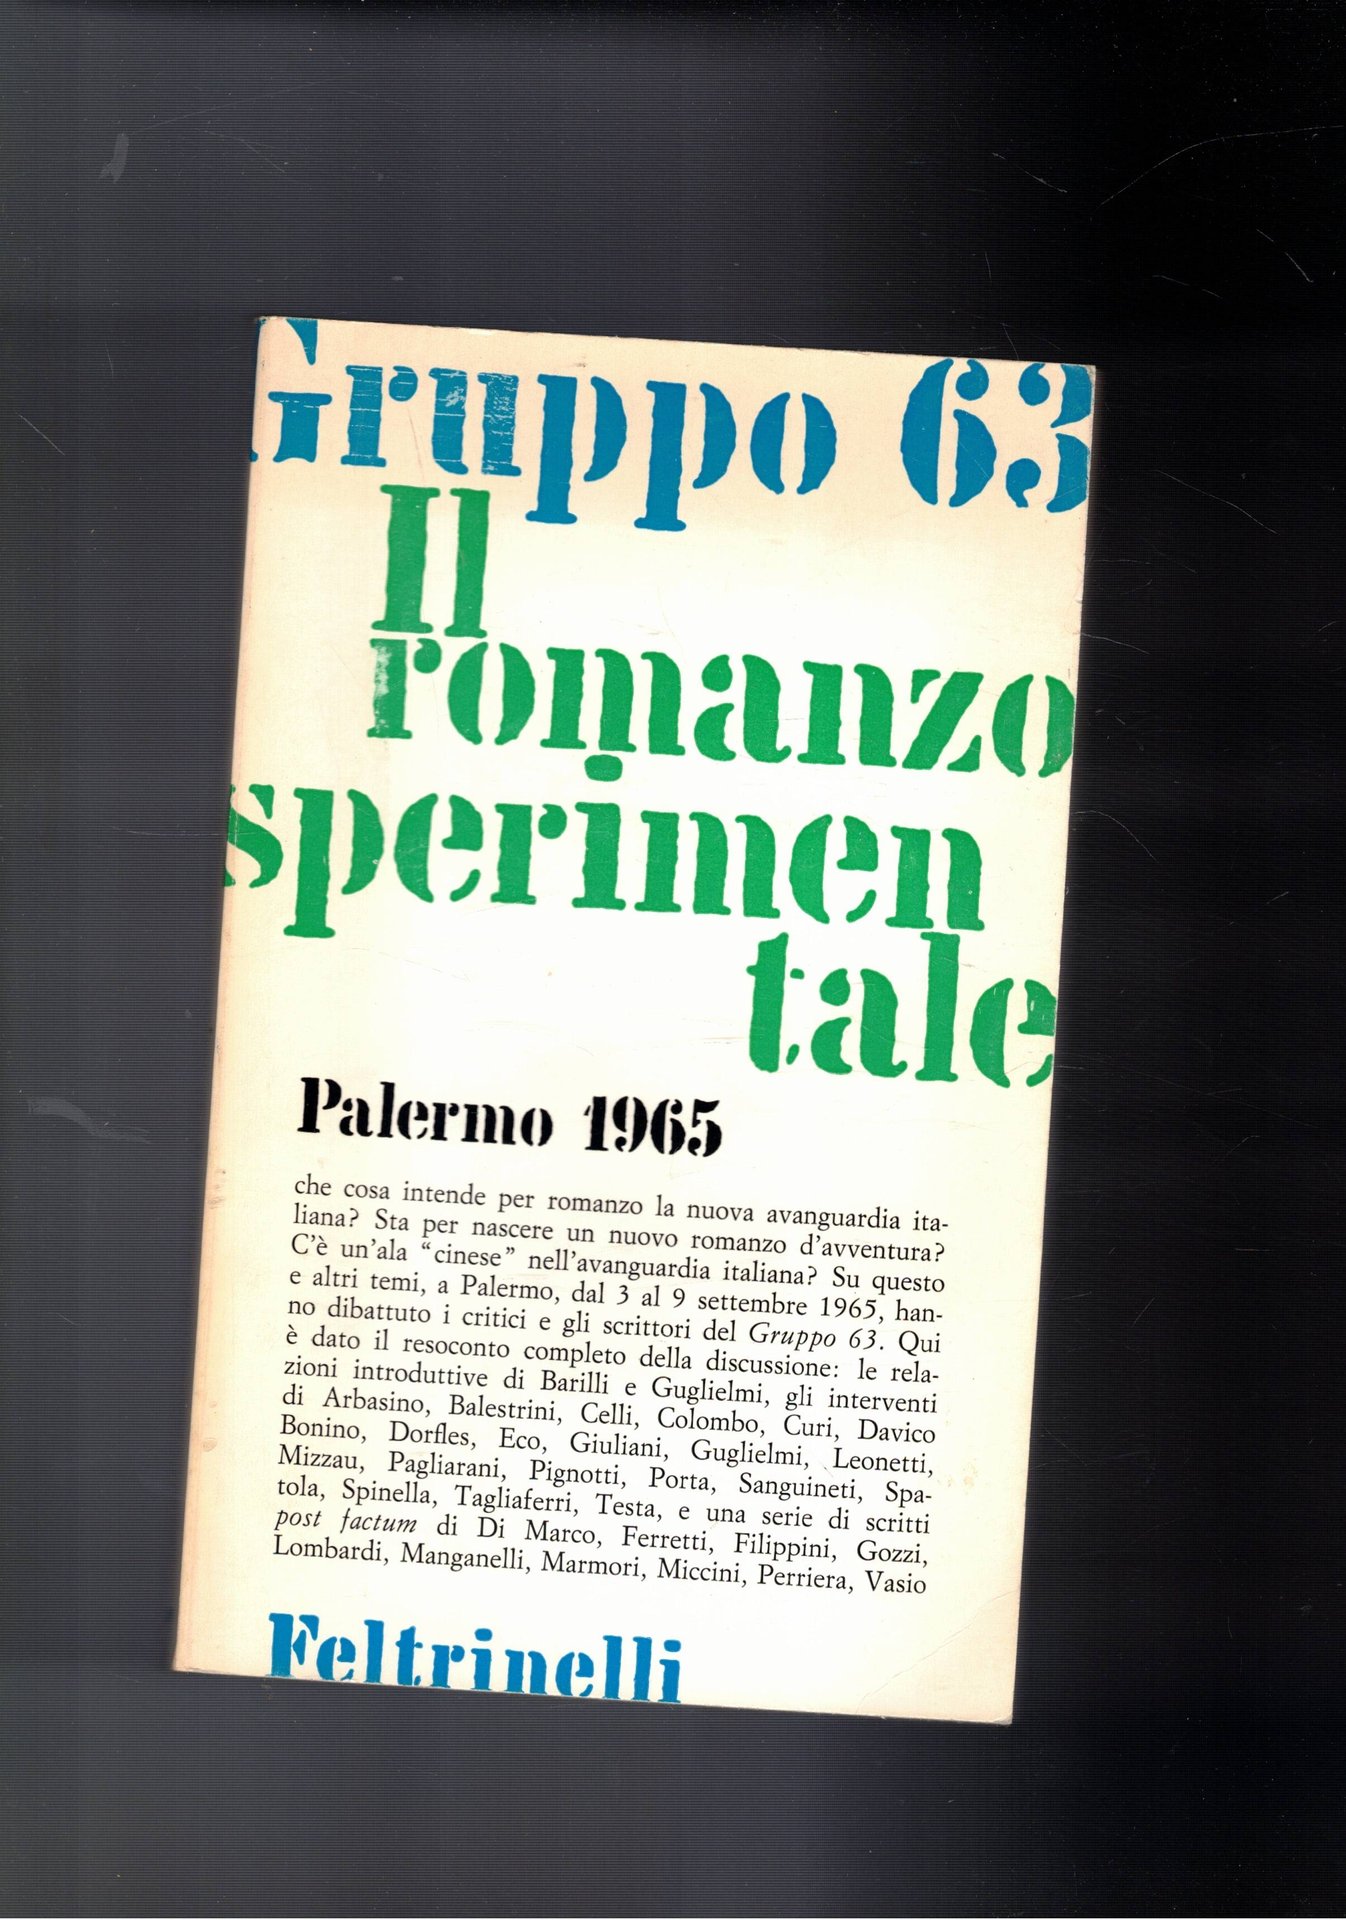 Gruppo 63
Il
romanzo
sperimen
tale
Palermo 1965
che cosa intende per romanzo la nuova avanguardia ita-
liana? Sta per nascere un nuovo romanzo d'avventura?
C'è un'ala "cinese" nell'avanguardia italiana? Su questo
e altri temi, a Palermo, dal 3 al 9 settembre 1965, han-
no dibattuto i critici e gli scrittori del Gruppo 63. Qui
è dato il resoconto completo della discussione: le rela-
zioni introduttive di Barilli e Guglielmi, gli interventi
di Arbasino, Balestrini, Celli, Colombo, Curi, Davico
Bonino, Dorfles, Eco, Giuliani, Guglielmi, Leonetti,
Mizzau, Pagliarani, Pignotti, Porta, Sanguineti, Spa-
tola, Spinella, Tagliaferri, Testa, e una serie di scritti
post factum di Di Marco, Ferretti, Filippini, Gozzi,
Lombardi, Manganelli, Marmori, Miccini, Perriera, Vasio
Feltrinelli